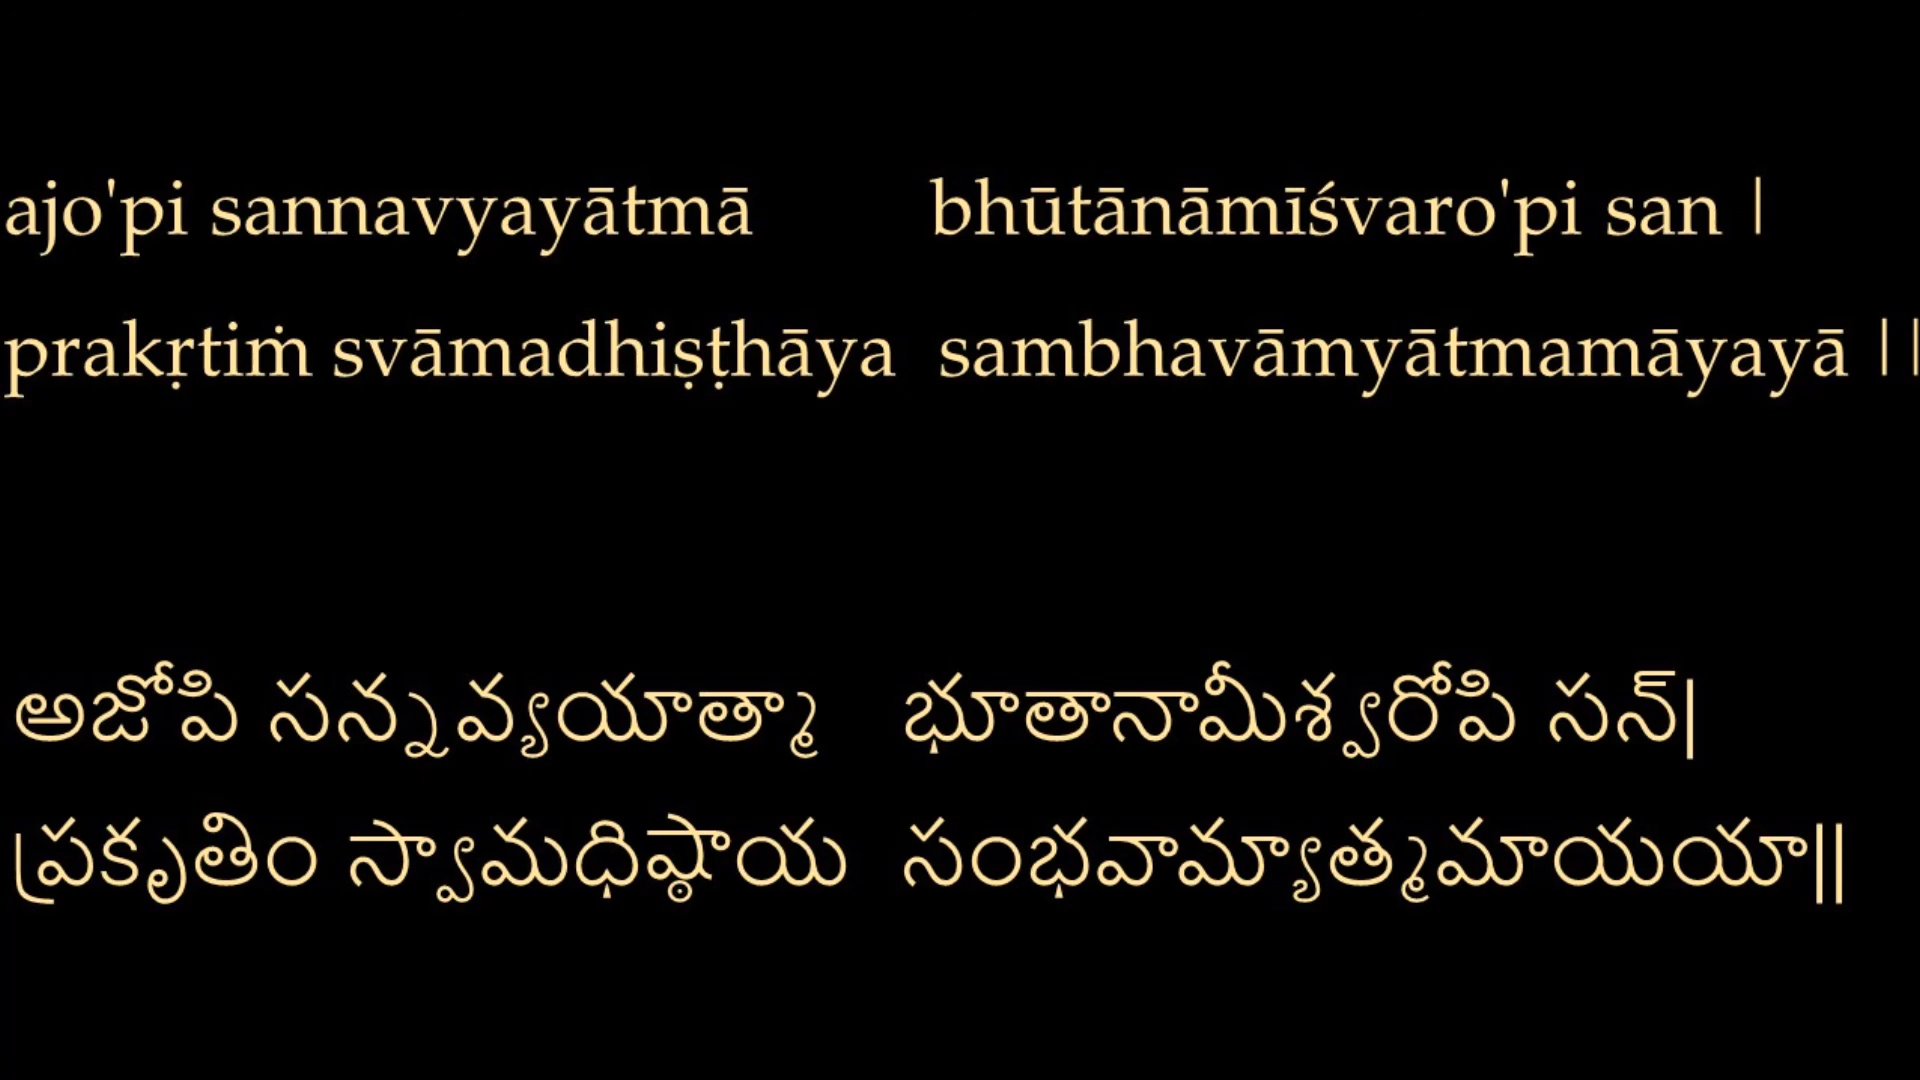 ajo'pi sannavyayātmā bhūtānāmīśvaro'pi san |
prakṛtiṁ svāmadhiṣṭhāya sambhavāmyātmamāyayā ||
అజోపి సన్నవ్యయాత్మా భూతానామీశ్వరోపి సన్|
ప్రకృతిం స్వామధిష్ఠాయ సంభవామ్యాత్మమాయయా||